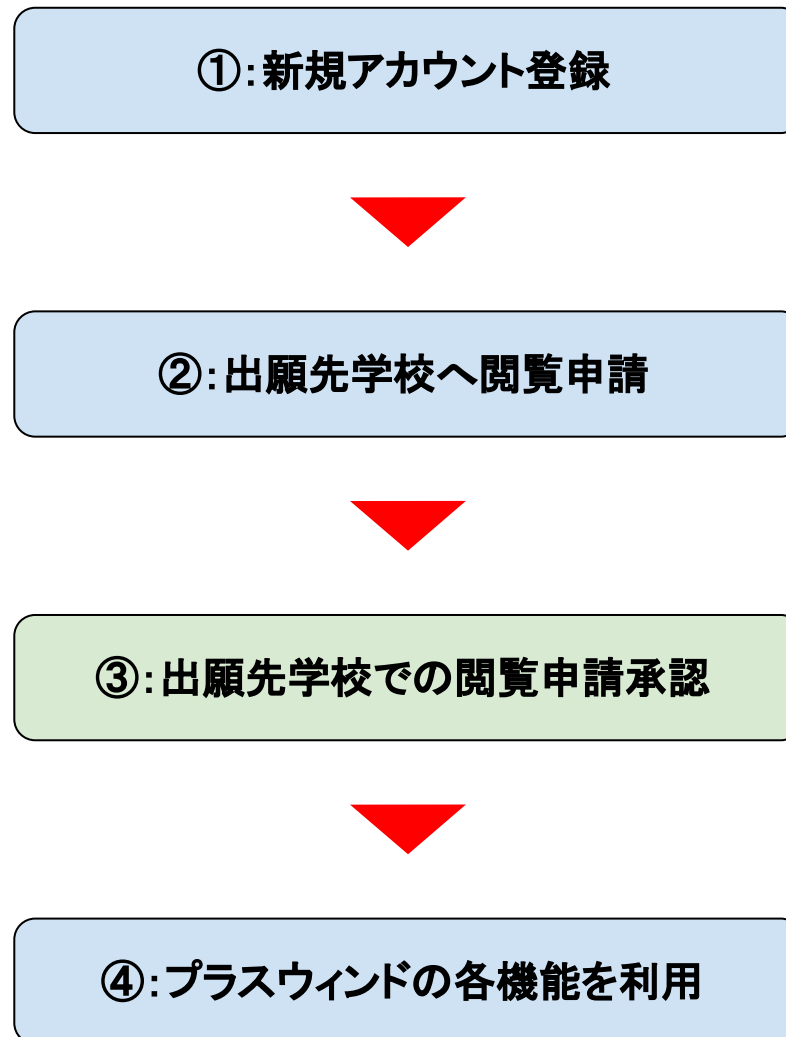 ①：新規アカウント登録
②：出願先学校へ閲覧申請
③：出願先学校での閲覧申請承認
④：プラスウィンドの各機能を利用